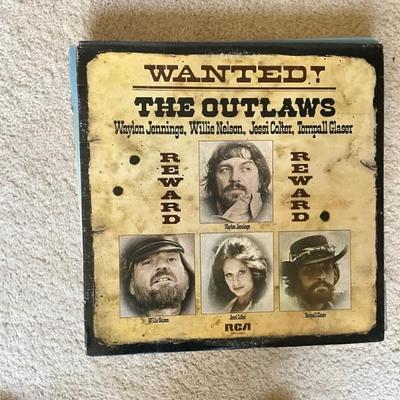 WANTED!
THE OUTLAWS
Waylon Jennings, Willie Nelson, Jessi Colter, Tompall Glaser
REWARD
REWARD
Waylon Jennings
Willie Nelson
Jessi Colter
Tompall Glaser
RCA